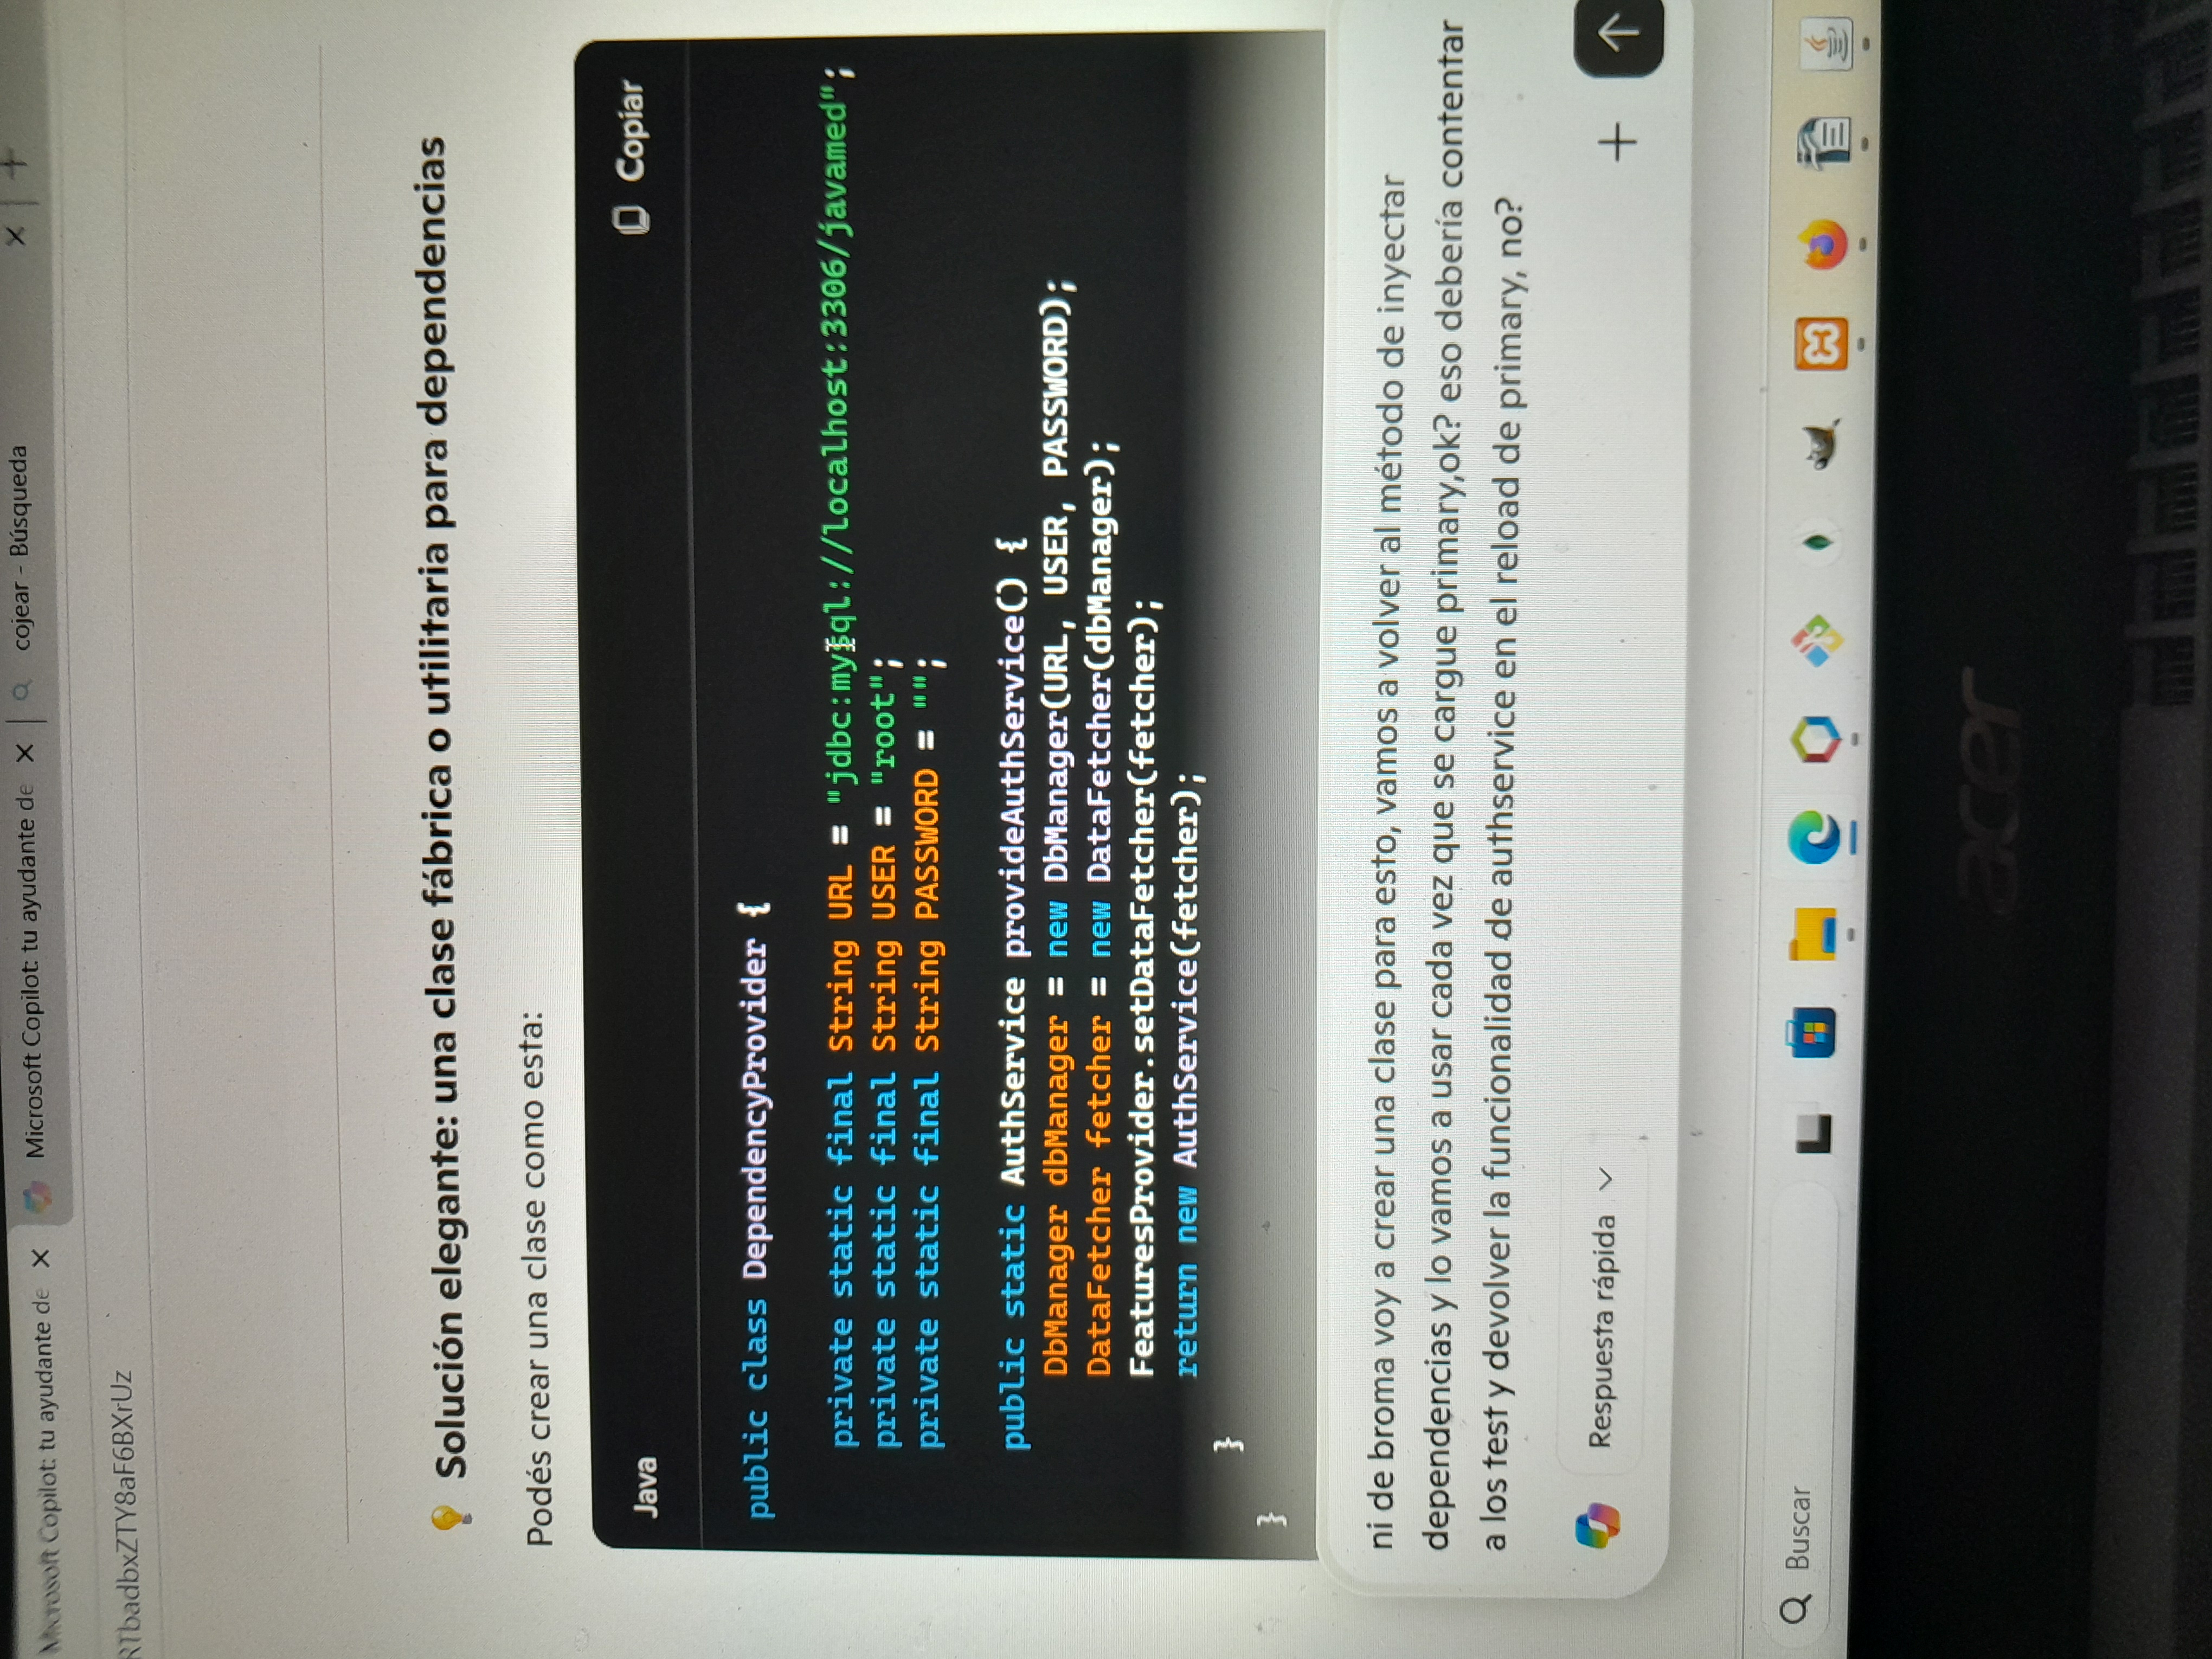 Microsoft Copilot: tu ayudante de
Microsoft Copilot: tu ayudante de
cojear - Búsqueda
RTbadbxZTY8aF6BXrUz
Solución elegante: una clase fábrica o utilitaria para dependencias
Podés crear una clase como esta:
Java
Copiar
public class DependencyProvider {
private static final String URL = "jdbc:mysql://localhost:3306/javamed";
private static final String USER = "root";
private static final String PASSWORD = "";
public static AuthService provideAuthService() {
DbManager dbManager = new DbManager(URL, USER, PASSWORD);
DataFetcher fetcher = new DataFetcher(dbManager);
FeaturesProvider.setDataFetcher(fetcher);
return new AuthService(fetcher);
}
}
ni de broma voy a crear una clase para esto, vamos a volver al método de inyectar
dependencias y lo vamos a usar cada vez que se cargue primary,ok? eso debería contentar
a los test y devolver la funcionalidad de authservice en el reload de primary, no?
Respuesta rápida
Buscar
acer